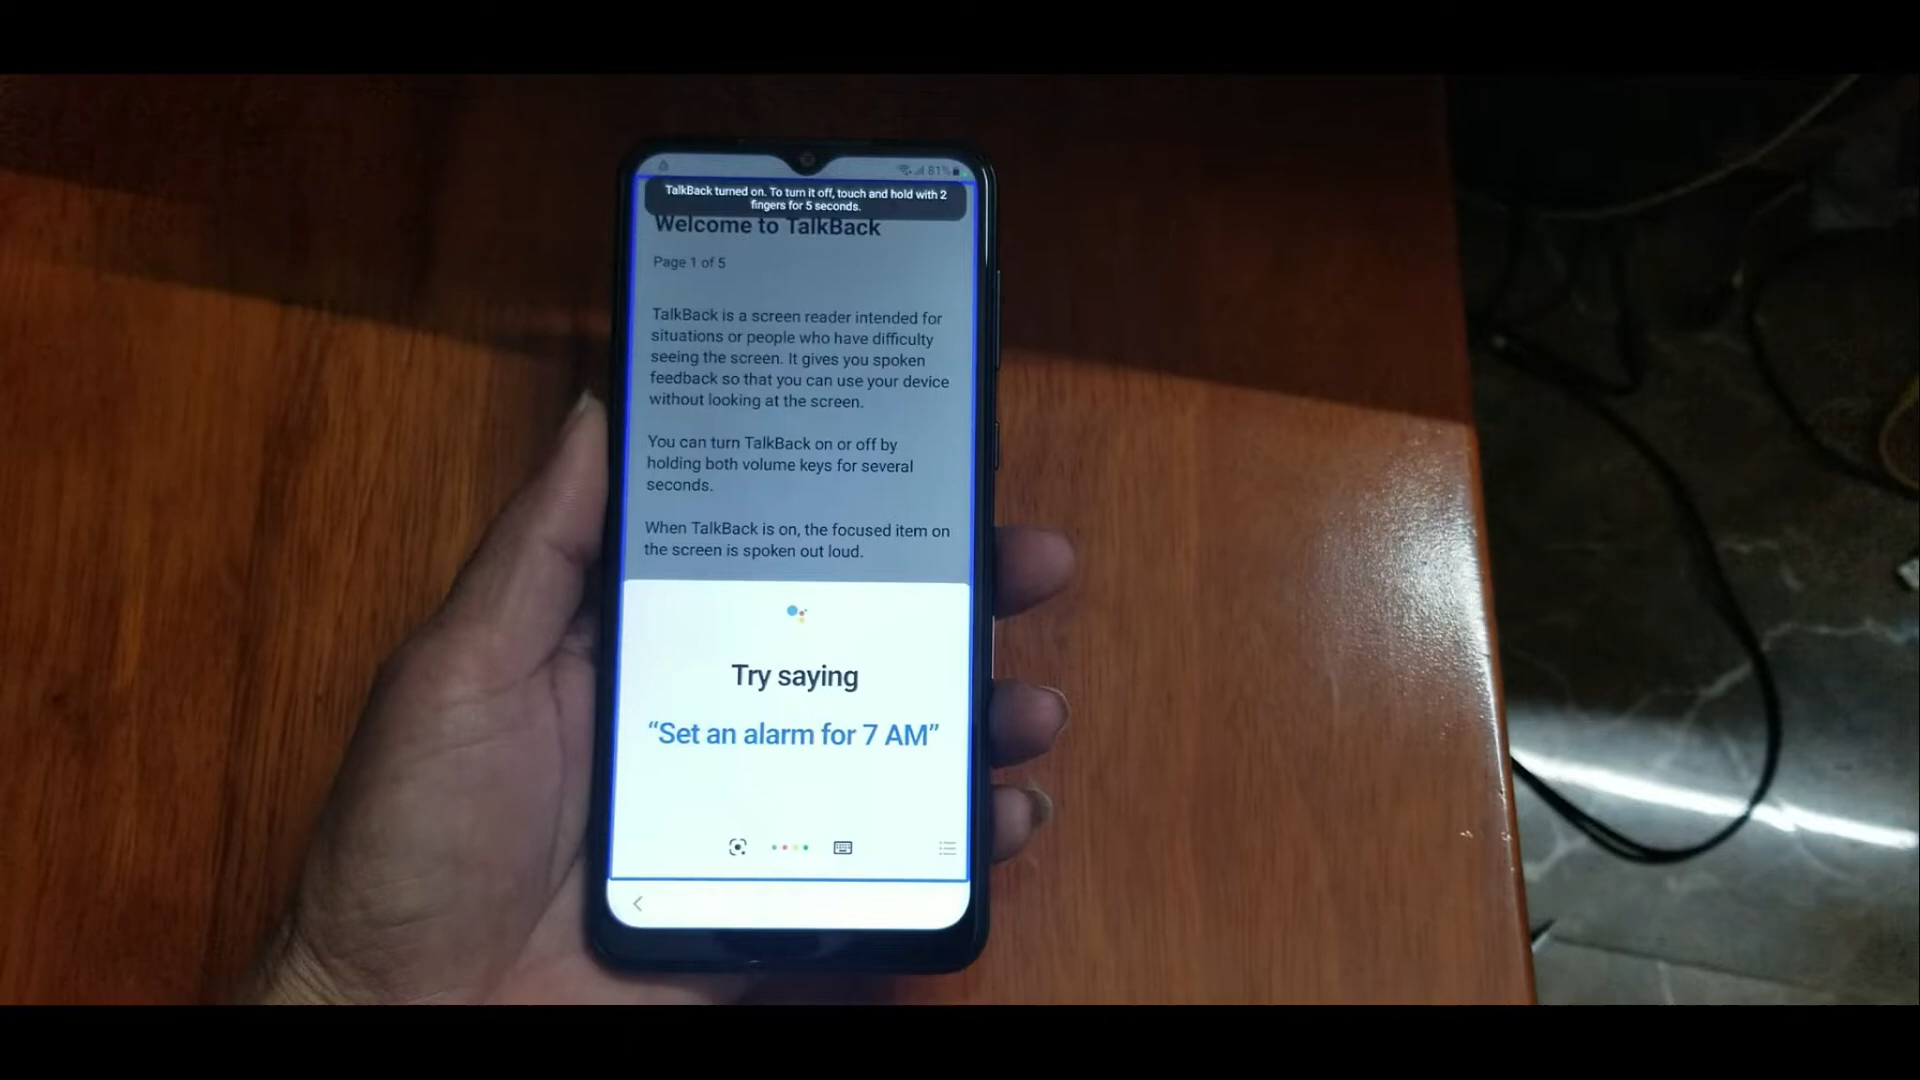 81%
TalkBack turned on. To turn it off, touch and hold with 2
fingers for 5 seconds.
Welcome to TalkBack
Page 1 of 5
TalkBack is a screen reader intended for
situations or people who have difficulty
seeing the screen. It gives you spoken
feedback so that you can use your device
without looking at the screen.
You can turn TalkBack on or off by
holding both volume keys for several
seconds.
When TalkBack is on, the focused item on
the screen is spoken out loud.
Try saying
“Set an alarm for 7 AM”